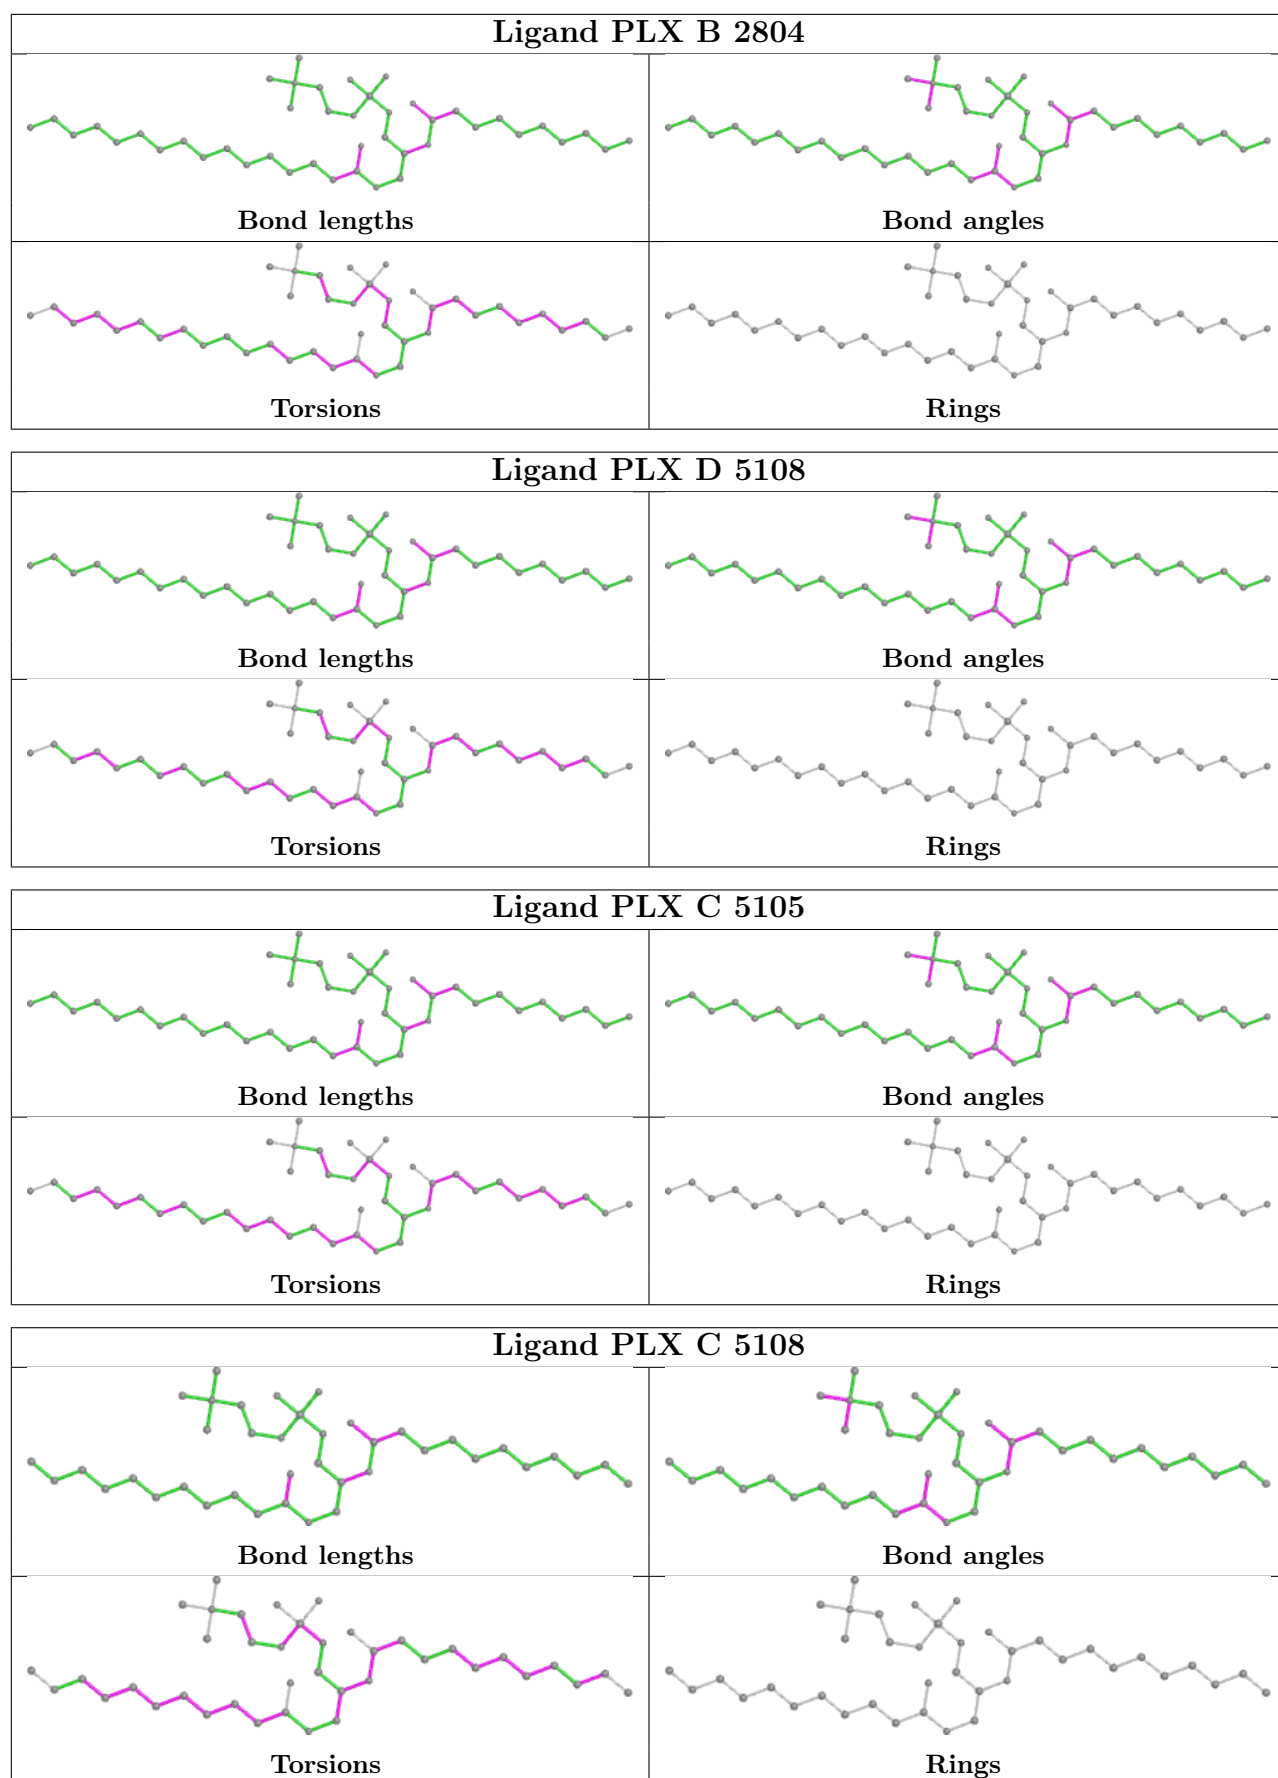 Ligand PLX B 2804
Bond lengths
Bond angles
Torsions
Rings
Ligand PLX D 5108
Bond lengths
Bond angles
Torsions
Rings
Ligand PLX C 5105
Bond lengths
Bond angles
Torsions
Rings
Ligand PLX C 5108
Bond lengths
Bond angles
Torsions
Rings